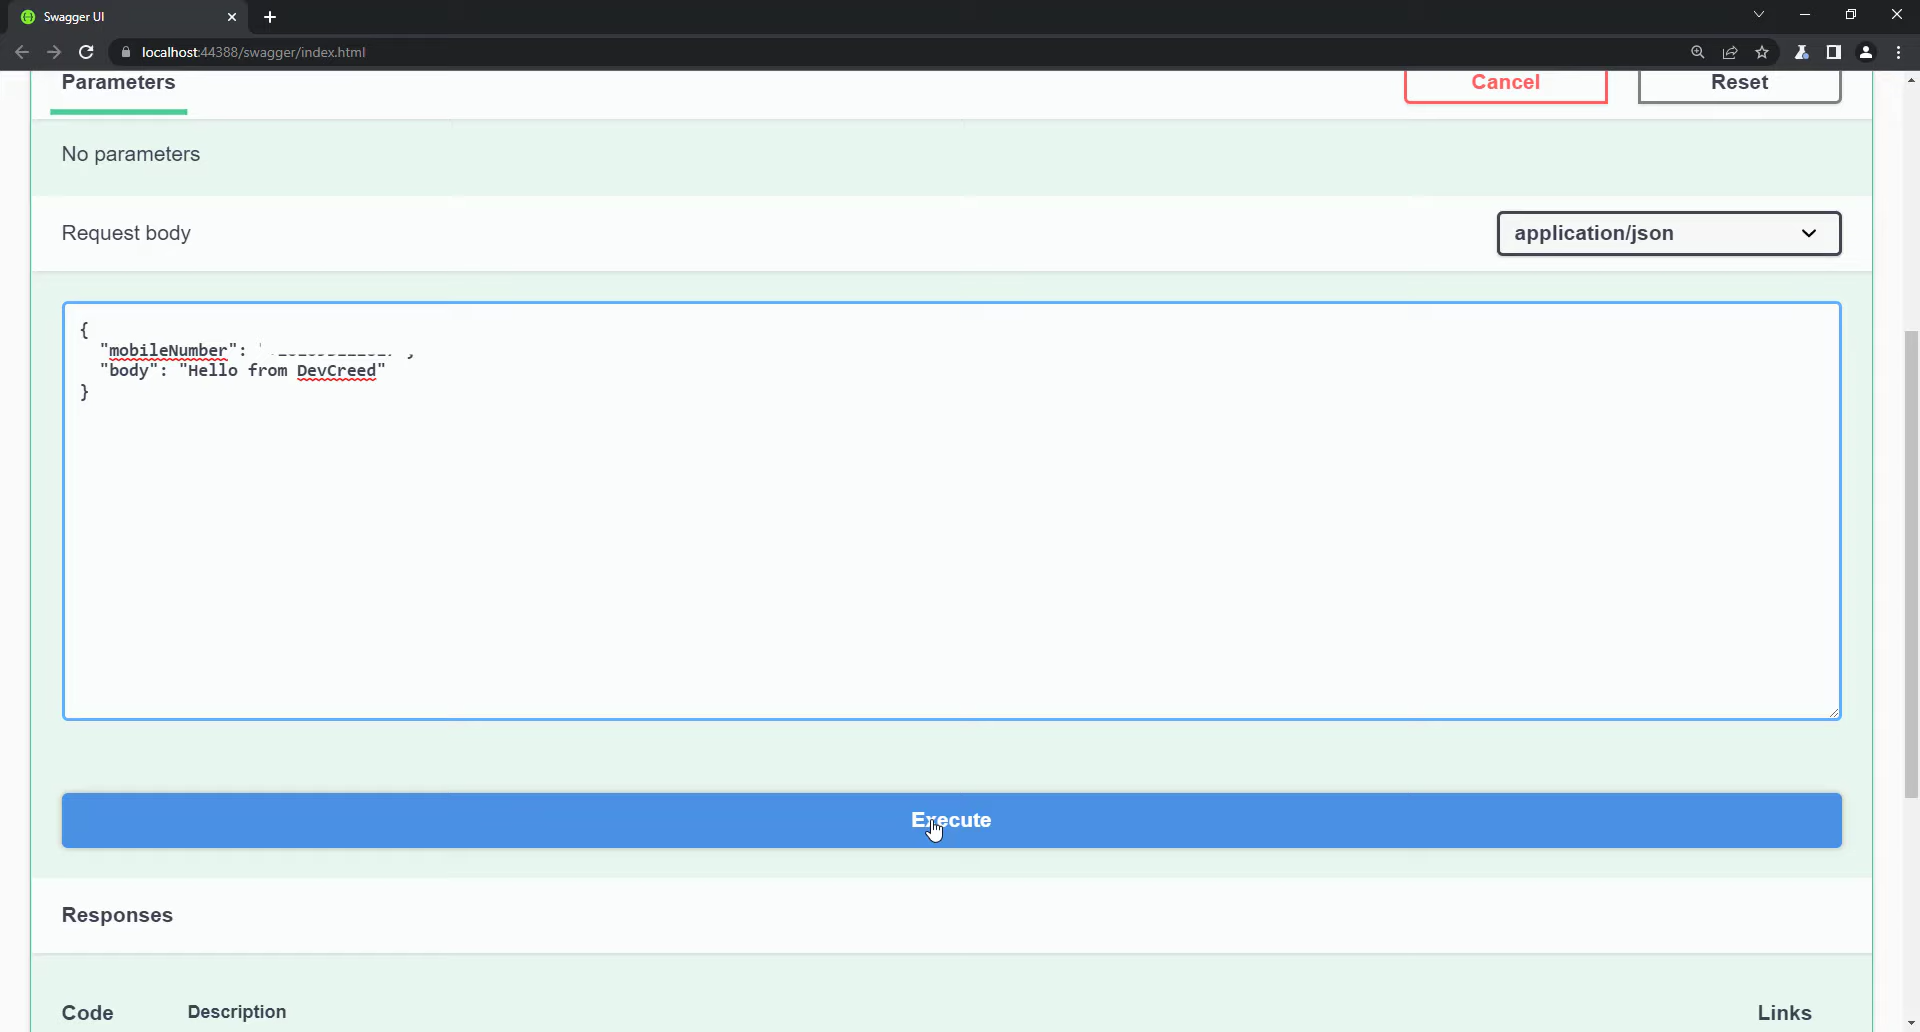 Swagger UI
localhost:44388/swagger/index.html
Parameters
Cancel
Reset
No parameters
Request body
application/json
{
"mobileNumber":
"body": "Hello from DevCreed"
}
Execute
Responses
Code
Description
Links